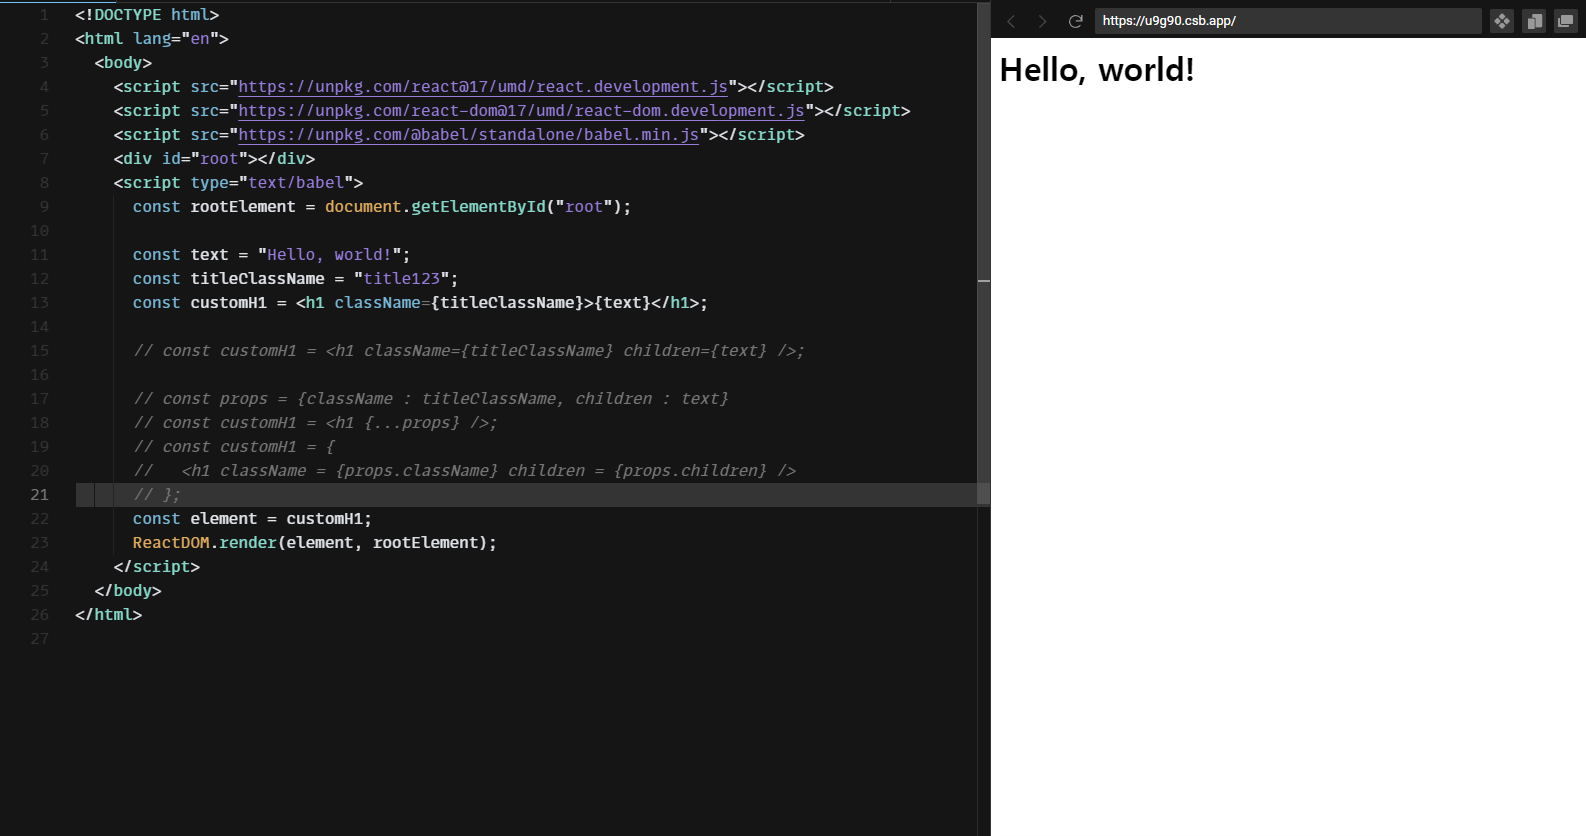 1 <!DOCTYPE html>
2 <html lang="en">
3   <body>
4     <script src="https://unpkg.com/react@17/umd/react.development.js"></script>
5     <script src="https://unpkg.com/react-dom@17/umd/react-dom.development.js"></script>
6     <script src="https://unpkg.com/@babel/standalone/babel.min.js"></script>
7     <div id="root"></div>
8     <script type="text/babel">
9       const rootElement = document.getElementById("root");
10
11       const text = "Hello, world!";
12       const titleClassName = "title123";
13       const customH1 = <h1 className={titleClassName}>{text}</h1>;
14
15       // const customH1 = <h1 className={titleClassName} children={text} />;
16
17       // const props = {className : titleClassName, children : text}
18       // const customH1 = <h1 {...props} />;
19       // const customH1 = {
20       //   <h1 className = {props.className} children = {props.children} />
21       // };
22       const element = customH1;
23       ReactDOM.render(element, rootElement);
24     </script>
25   </body>
26 </html>
27
https://u9g90.csb.app/
Hello, world!